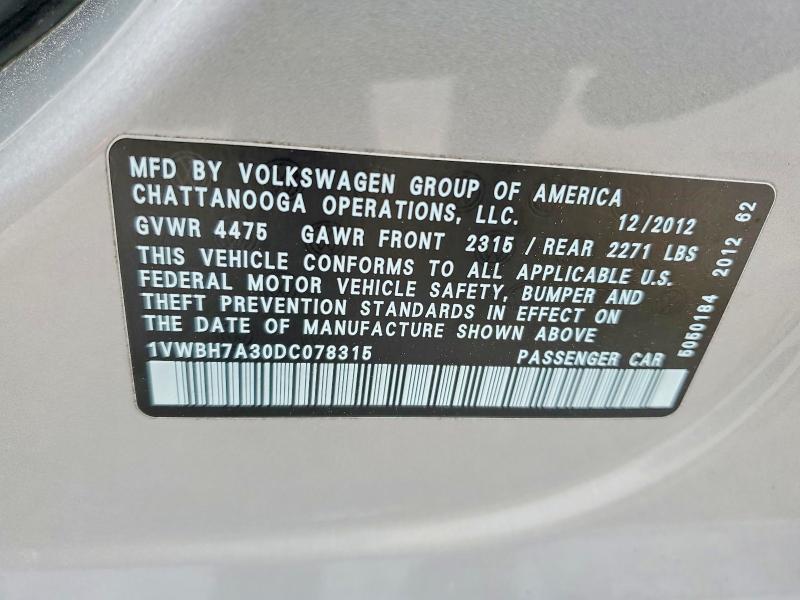 MFD BY VOLKSWAGEN GROUP OF AMERICA
CHATTANOOGA OPERATIONS, LLC. 12/2012
GVWR 4475 GAWR FRONT 2315 / REAR 2271 LBS
THIS VEHICLE CONFORMS TO ALL APPLICABLE U.S.
FEDERAL MOTOR VEHICLE SAFETY, BUMPER AND
THEFT PREVENTION STANDARDS IN EFFECT ON
THE DATE OF MANUFACTURE SHOWN ABOVE
1VWBH7A30DC078315 PASSENGER CAR
5050184 2012 62